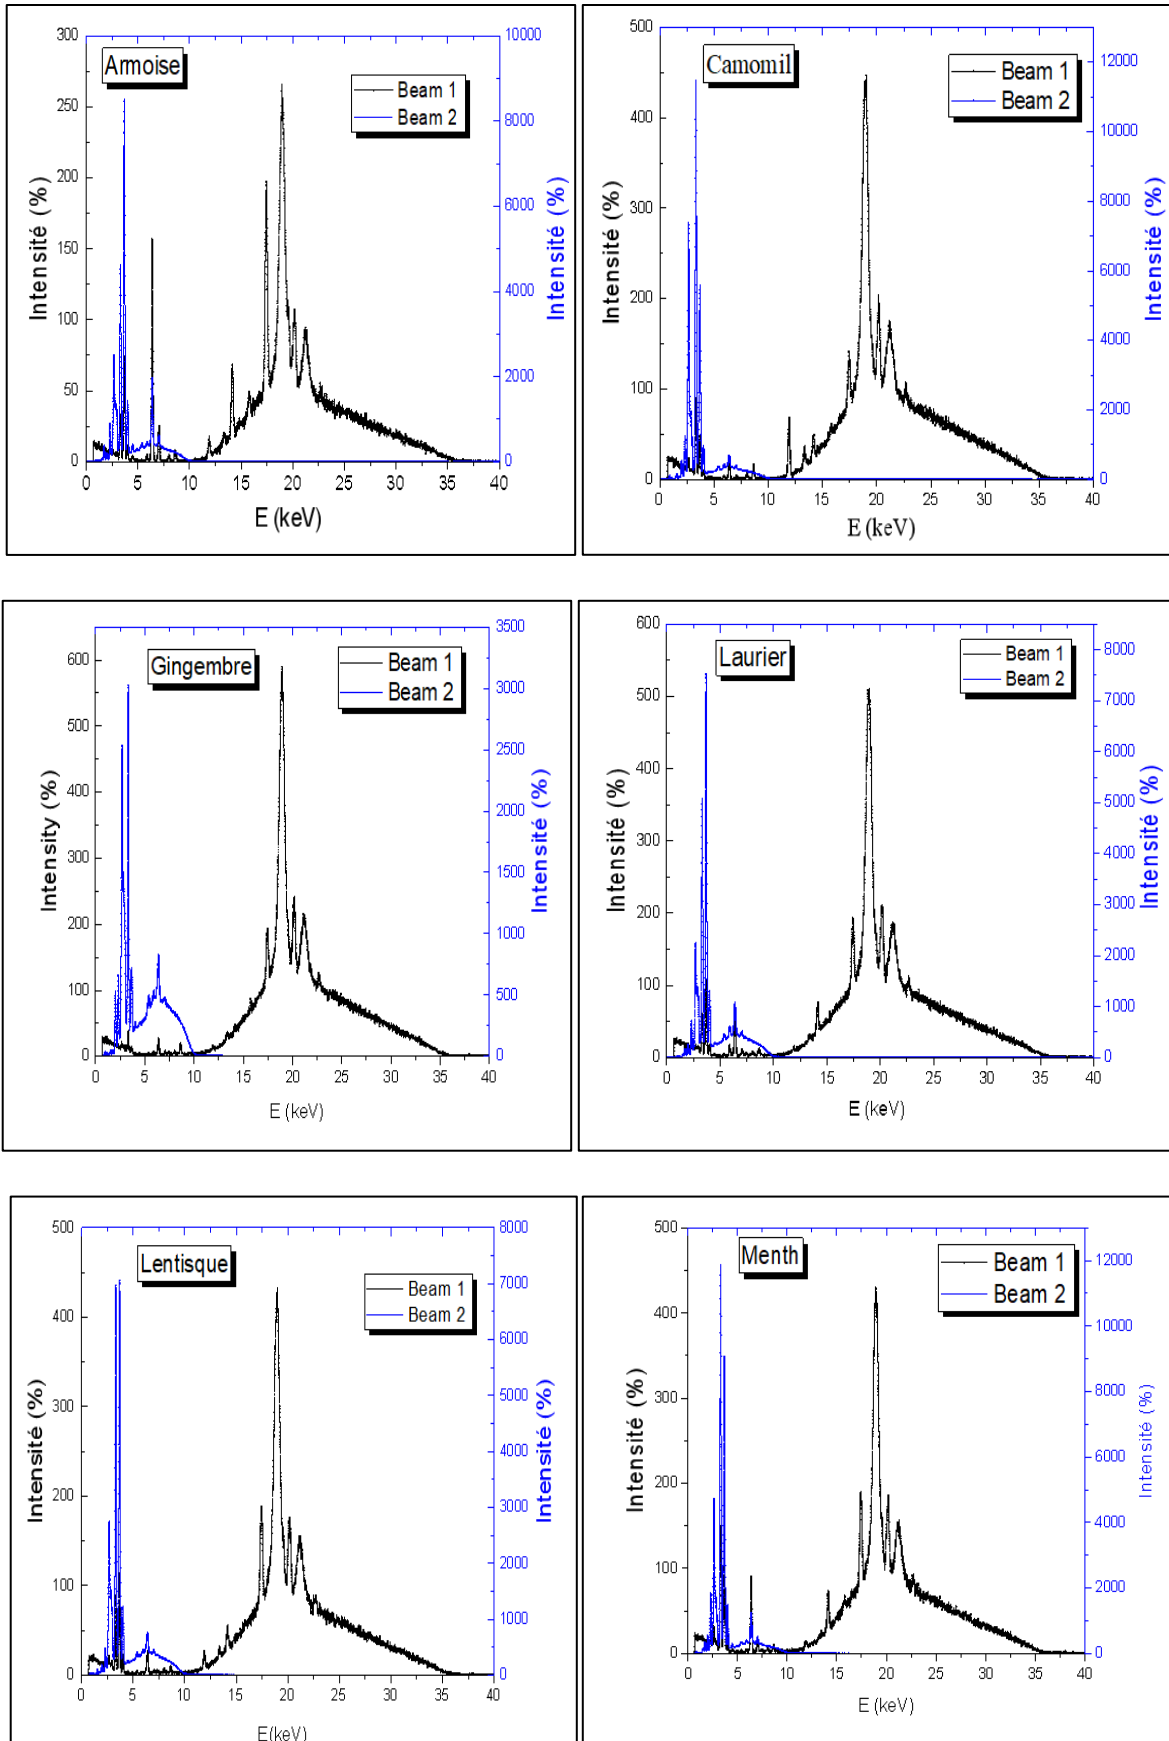 Armoise
Beam 1
Beam 2
Intensité (%)
300
250
200
150
100
50
0
10000
8000
6000
4000
2000
0
Intensité (%)
0 5 10 15 20 25 30 35 40
E (keV)
Camomil
Beam 1
Beam 2
Intensité (%)
500
400
300
200
100
0
12000
10000
8000
6000
4000
2000
0
Intensité (%)
0 5 10 15 20 25 30 35 40
E (keV)
Gingembre
Beam 1
Beam 2
Intensity (%)
600
500
400
300
200
100
0
3500
3000
2500
2000
1500
1000
500
0
Intensité (%)
0 5 10 15 20 25 30 35 40
E (keV)
Laurier
Beam 1
Beam 2
Intensité (%)
600
500
400
300
200
100
0
8000
7000
6000
5000
4000
3000
2000
1000
0
Intensité (%)
0 5 10 15 20 25 30 35 40
E (keV)
Lentisque
Beam 1
Beam 2
Intensité (%)
500
400
300
200
100
0
8000
7000
6000
5000
4000
3000
2000
1000
0
Intensité (%)
0 5 10 15 20 25 30 35 40
E(keV)
Menth
Beam 1
Beam 2
Intensité (%)
500
400
300
200
100
0
12000
10000
8000
6000
4000
2000
0
Intensité (%)
0 5 10 15 20 25 30 35 40
E (keV)